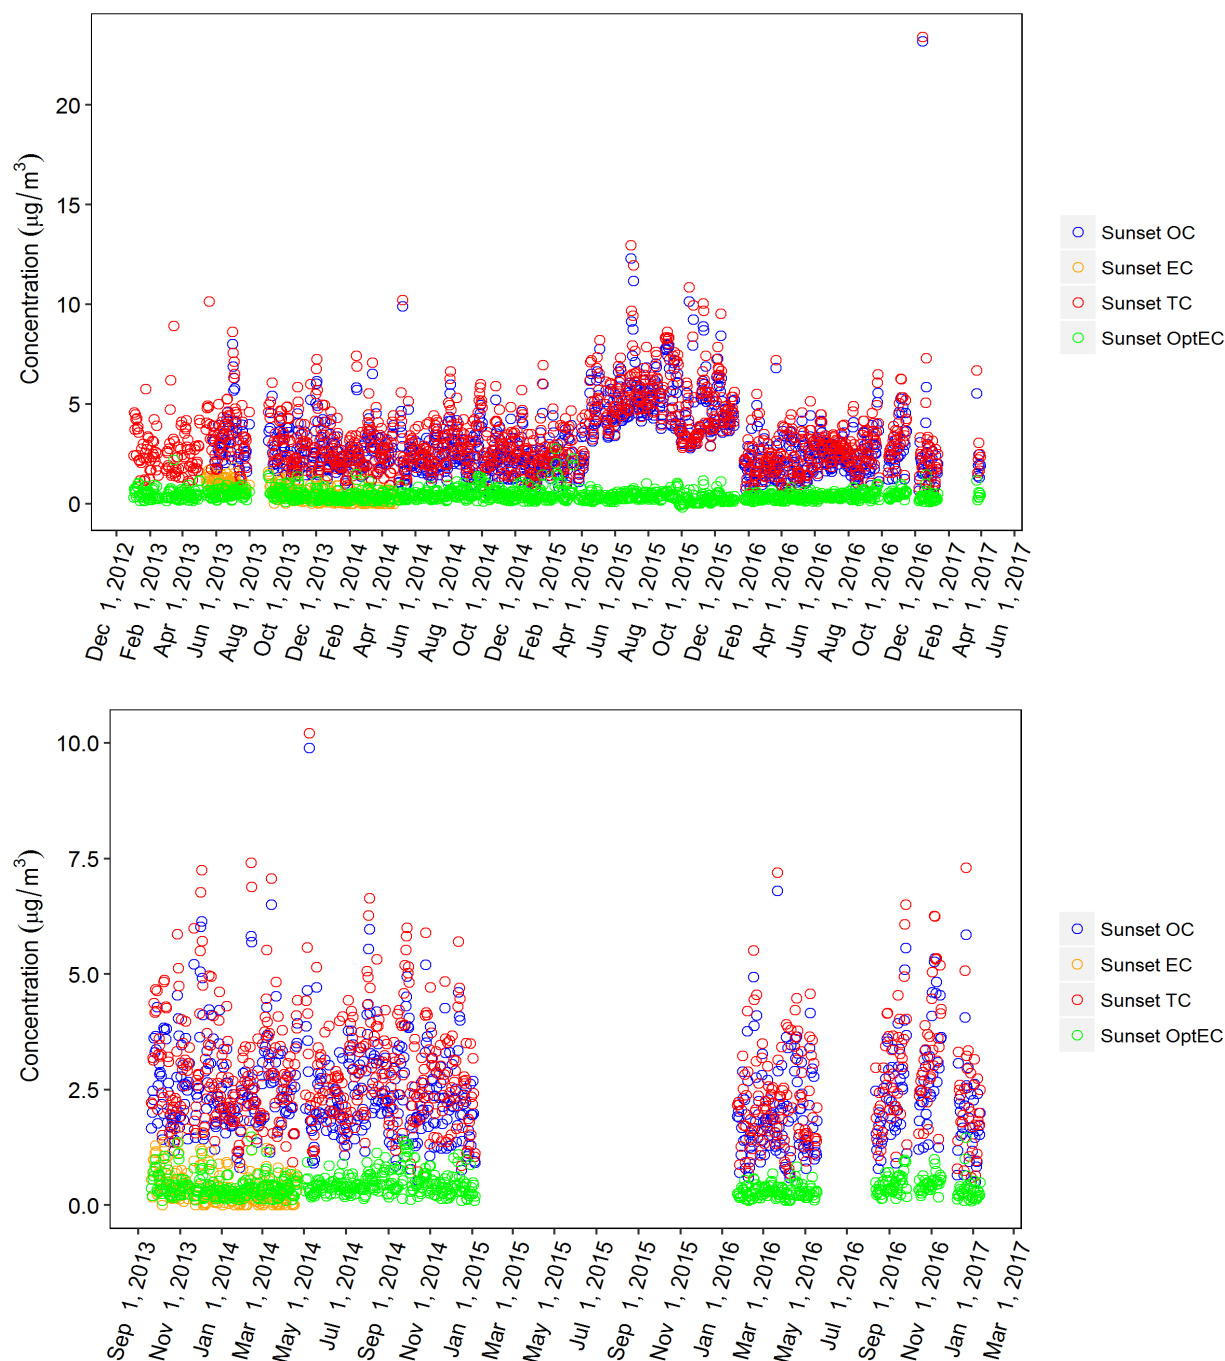 20
15
10
5
0
Concentration (μg/m³)
Dec 1, 2012
Feb 1, 2013
Apr 1, 2013
Jun 1, 2013
Aug 1, 2013
Oct 1, 2013
Dec 1, 2013
Feb 1, 2014
Apr 1, 2014
Jun 1, 2014
Aug 1, 2014
Oct 1, 2014
Dec 1, 2014
Feb 1, 2015
Apr 1, 2015
Jun 1, 2015
Aug 1, 2015
Oct 1, 2015
Dec 1, 2015
Feb 1, 2016
Apr 1, 2016
Jun 1, 2016
Aug 1, 2016
Oct 1, 2016
Dec 1, 2016
Feb 1, 2017
Apr 1, 2017
Jun 1, 2017
Sunset OC
Sunset EC
Sunset TC
Sunset OptEC
10.0
7.5
5.0
2.5
0.0
Concentration (μg/m³)
Sep 1, 2013
Nov 1, 2013
Jan 1, 2014
Mar 1, 2014
May 1, 2014
Jul 1, 2014
Sep 1, 2014
Nov 1, 2014
Jan 1, 2015
Mar 1, 2015
May 1, 2015
Jul 1, 2015
Sep 1, 2015
Nov 1, 2015
Jan 1, 2016
Mar 1, 2016
May 1, 2016
Jul 1, 2016
Sep 1, 2016
Nov 1, 2016
Jan 1, 2017
Mar 1, 2017
Sunset OC
Sunset EC
Sunset TC
Sunset OptEC